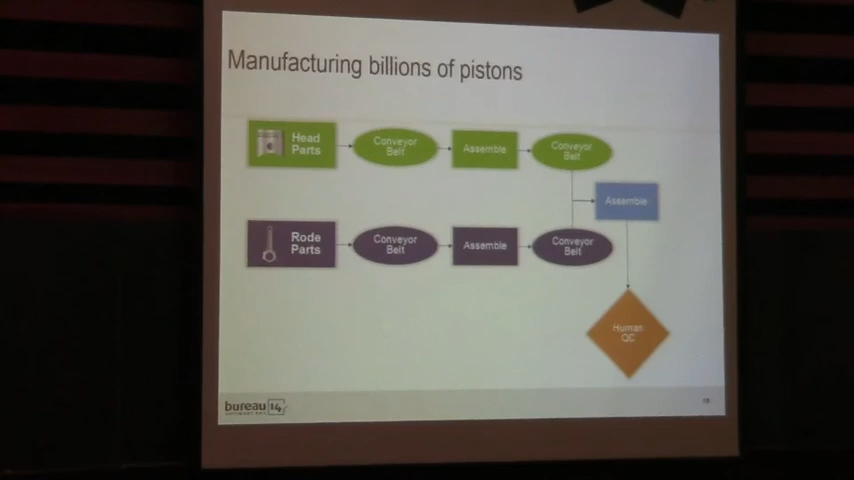 Manufacturing billions of pistons
Head
Parts
Conveyor
Belt
Assemble
Conveyor
Belt
Assemble
Rode
Parts
Conveyor
Belt
Assemble
Conveyor
Belt
Human
QC
bureau 14